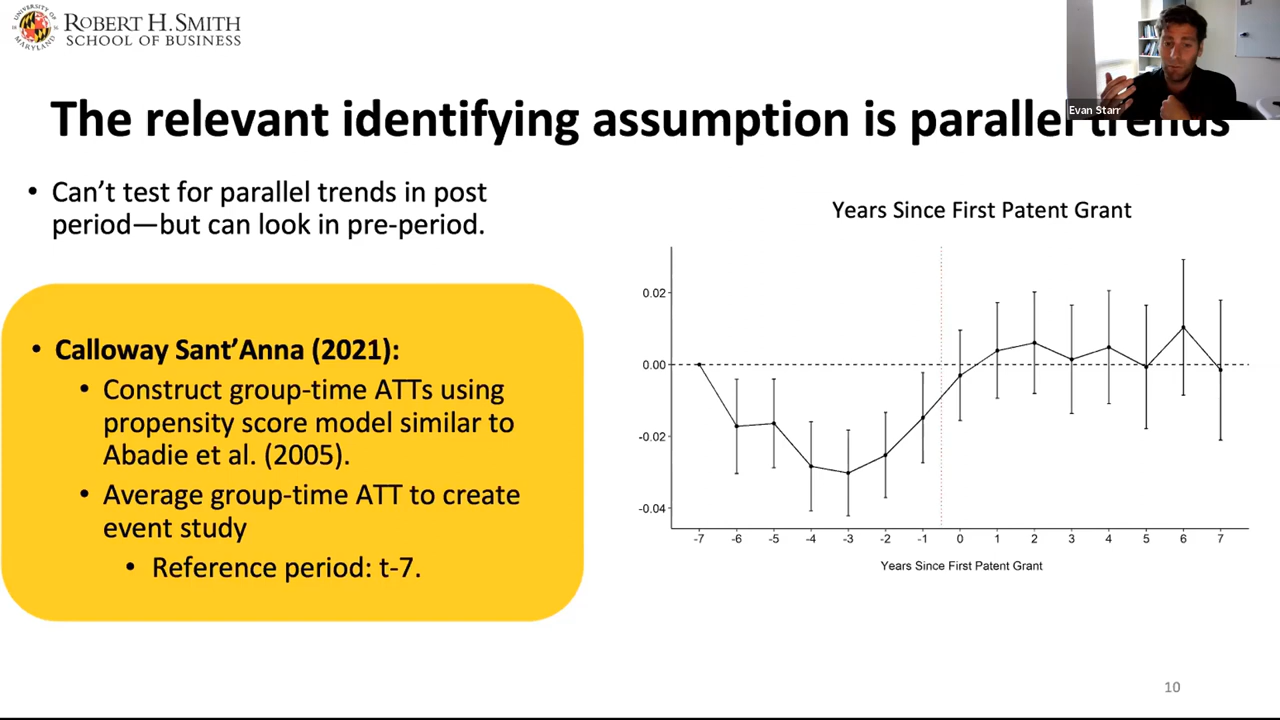 UNIVERSITY OF
MARYLAND
ROBERT H. SMITH
SCHOOL OF BUSINESS
Evan Starr
The relevant identifying assumption is parallel trends
• Can't test for parallel trends in post
period—but can look in pre-period.
• Calloway Sant'Anna (2021):
• Construct group-time ATTs using
propensity score model similar to
Abadie et al. (2005).
• Average group-time ATT to create
event study
• Reference period: t-7.
Years Since First Patent Grant
0.02
0.00
-0.02
-0.04
-7 -6 -5 -4 -3 -2 -1 0 1 2 3 4 5 6 7
Years Since First Patent Grant
10